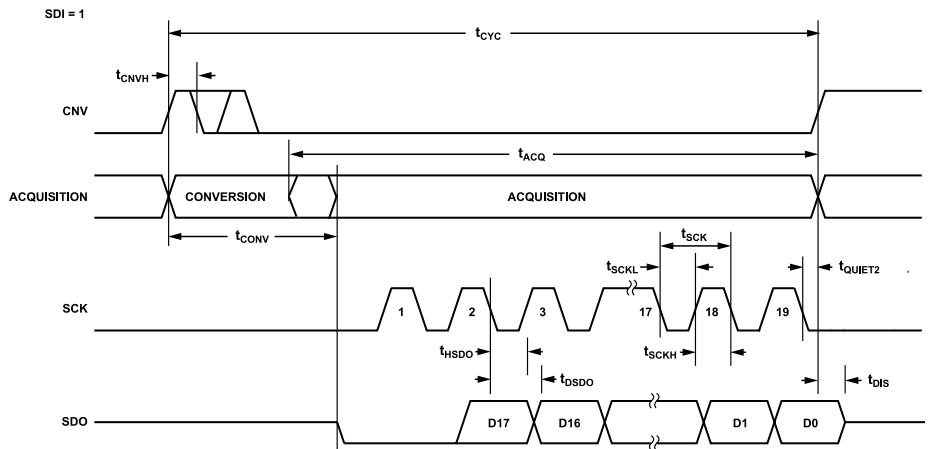 SDI = 1
tCYC
tCNVH
CNV
tACQ
ACQUISITION CONVERSION ACQUISITION
tCONV
tSCK
tSCKL
tQUIET2
SCK 1 2 3 17 18 19
tHSDO
tSCKH
tDSDO
tDIS
SDO D17 D16 D1 D0